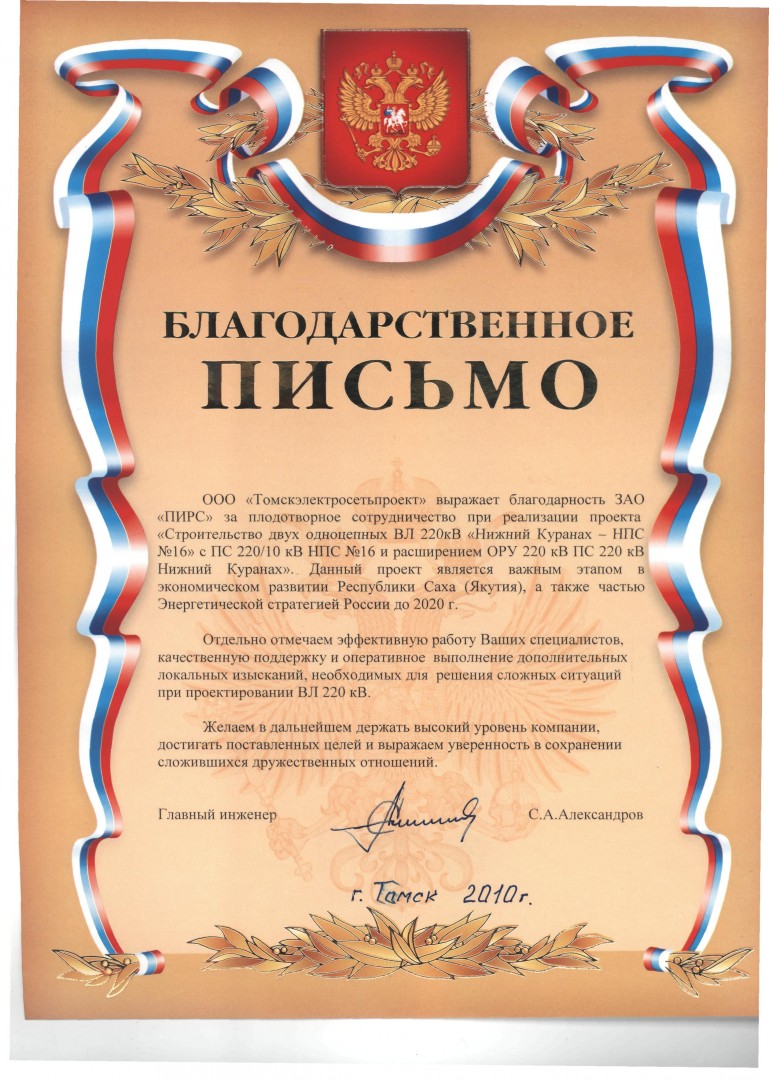 БЛАГОДАРСТВЕННОЕ
ПИСЬМО
ООО «Томскэлектросетьпроект» выражает благодарность ЗАО
«ПИРС» за плодотворное сотрудничество при реализации проекта
«Строительство двух одноцепных ВЛ 220кВ «Нижний Куранах – НПС
№16» с ПС 220/10 кВ НПС №16 и расширением ОРУ 220 кВ ПС 220 кВ
Нижний Куранах». Данный проект является важным этапом в
экономическом развитии Республики Саха (Якутия), а также частью
Энергетической стратегией России до 2020 г.
Отдельно отмечаем эффективную работу Ваших специалистов,
качественную поддержку и оперативное выполнение дополнительных
локальных изысканий, необходимых для решения сложных ситуаций
при проектировании ВЛ 220 кВ.
Желаем в дальнейшем держать высокий уровень компании,
достигать поставленных целей и выражаем уверенность в сохранении
сложившихся дружественных отношений.
Главный инженер С.А.Александров
г. Томск 2010г.